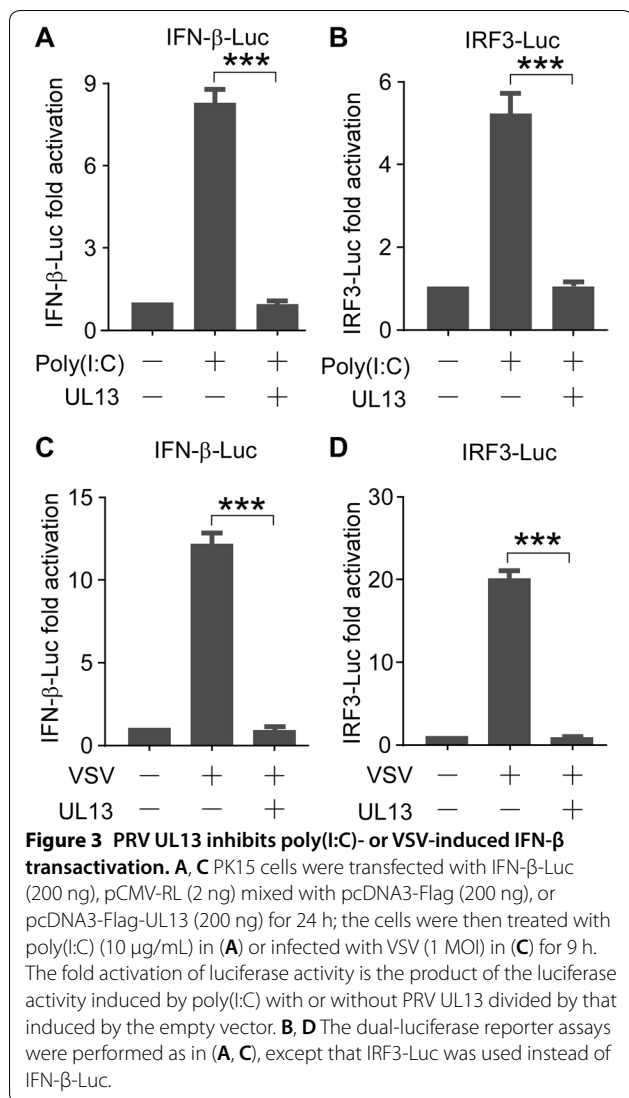 A
IFN-β-Luc
***
IFN-β-Luc fold activation
9
6
3
0
Poly(I:C) — + +
UL13 — — +
B
IRF3-Luc
***
IRF3-Luc fold activation
6
4
2
0
Poly(I:C) — + +
UL13 — — +
C
IFN-β-Luc
***
IFN-β-Luc fold activation
15
10
5
0
VSV — + +
UL13 — — +
D
IRF3-Luc
***
IRF3-Luc fold activation
30
20
10
0
VSV — + +
UL13 — — +
Figure 3 PRV UL13 inhibits poly(I:C)- or VSV-induced IFN-β
transactivation. A, C PK15 cells were transfected with IFN-β-Luc
(200 ng), pCMV-RL (2 ng) mixed with pcDNA3-Flag (200 ng), or
pcDNA3-Flag-UL13 (200 ng) for 24 h; the cells were then treated with
poly(I:C) (10 μg/mL) in (A) or infected with VSV (1 MOI) in (C) for 9 h.
The fold activation of luciferase activity is the product of the luciferase
activity induced by poly(I:C) with or without PRV UL13 divided by that
induced by the empty vector. B, D The dual-luciferase reporter assays
were performed as in (A, C), except that IRF3-Luc was used instead of
IFN-β-Luc.